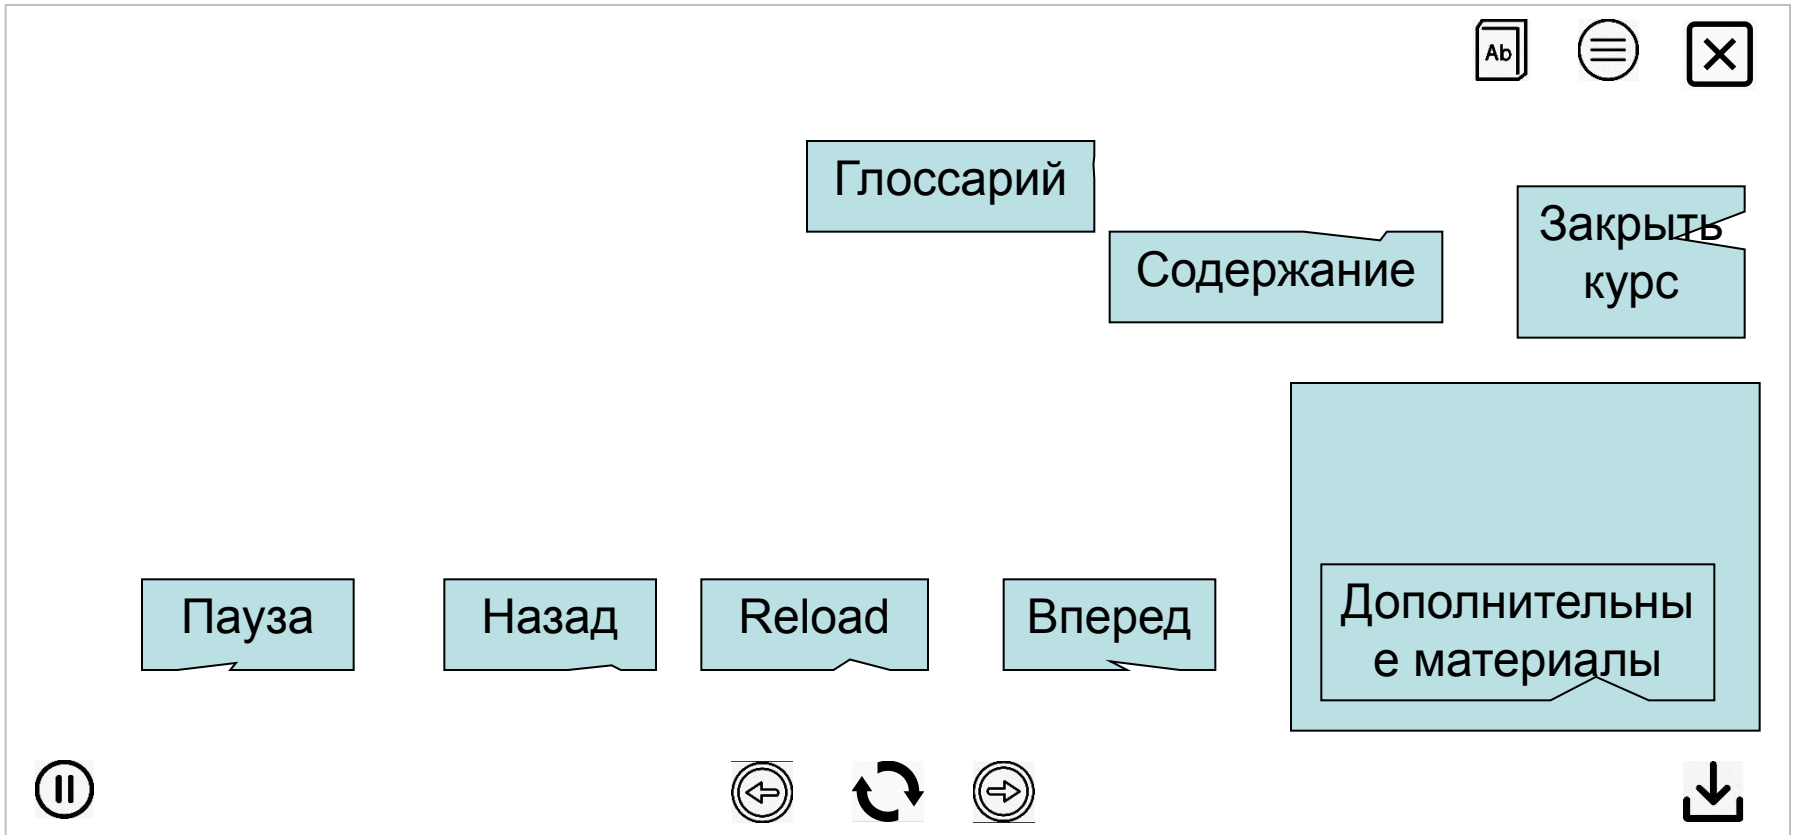 Ab
Глоссарий
Содержание
Закрыть
курс
Пауза
Назад
Reload
Вперед
Дополнительны
е материалы